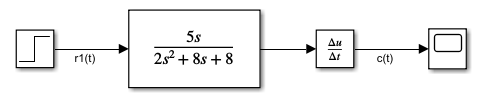 r1(t)
5s
2s² + 8s + 8
Δu
Δt
c(t)